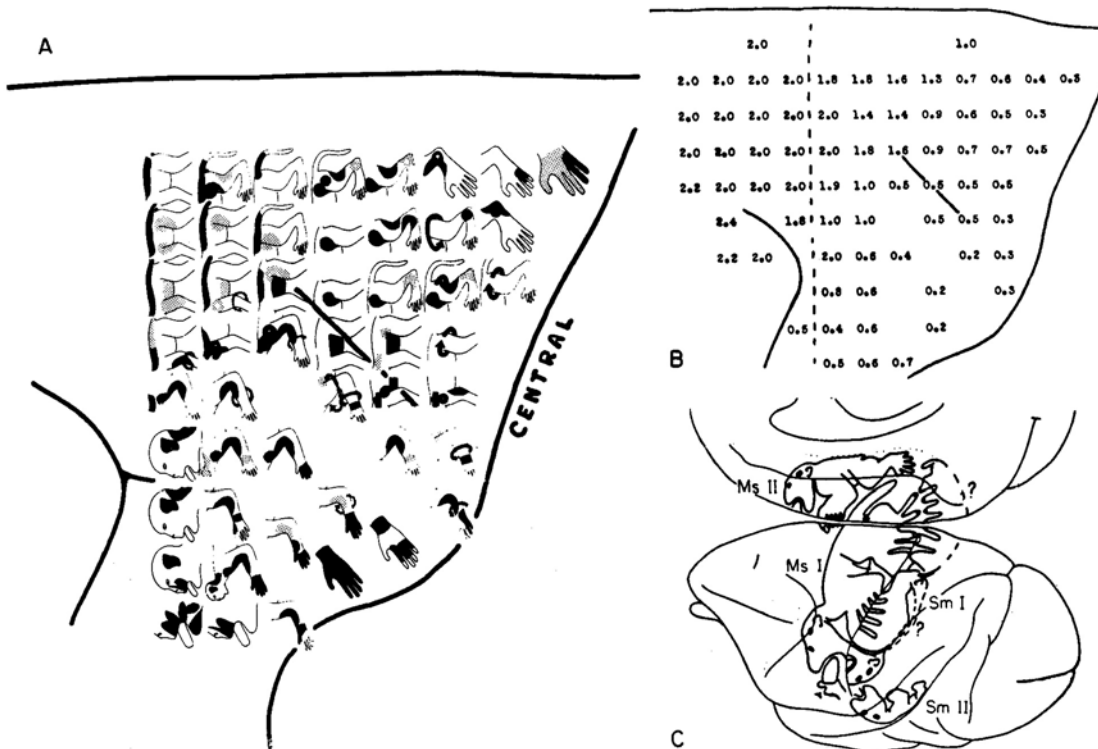 A
CENTRAL
2.0 1.0
2.0 2.0 2.0 2.0 1.8 1.8 1.6 1.3 0.7 0.6 0.4 0.3
2.0 2.0 2.0 2.0 2.0 1.4 1.4 0.9 0.6 0.5 0.3
2.0 2.0 2.0 2.0 2.0 1.8 1.6 0.9 0.7 0.7 0.5
2.2 2.0 2.0 2.0 1.9 1.0 0.5 0.5 0.5 0.5
2.4 1.8 1.0 1.0 0.5 0.5 0.3
2.2 2.0 2.0 0.6 0.4 0.2 0.3
0.8 0.6 0.2 0.3
0.5 0.4 0.6 0.2
0.5 0.6 0.7
B
Ms II
?
Ms I
Sm I
?
Sm II
C